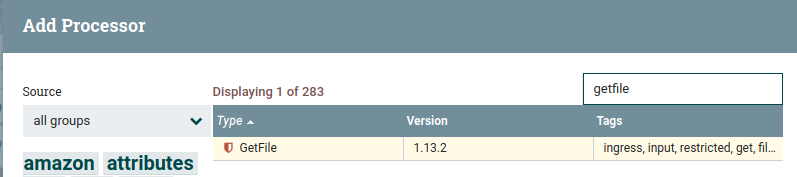 Add Processor
Source
Displaying 1 of 283
getfile
all groups
Type Version Tags
GetFile 1.13.2 ingress, input, restricted, get, fil...
amazon attributes